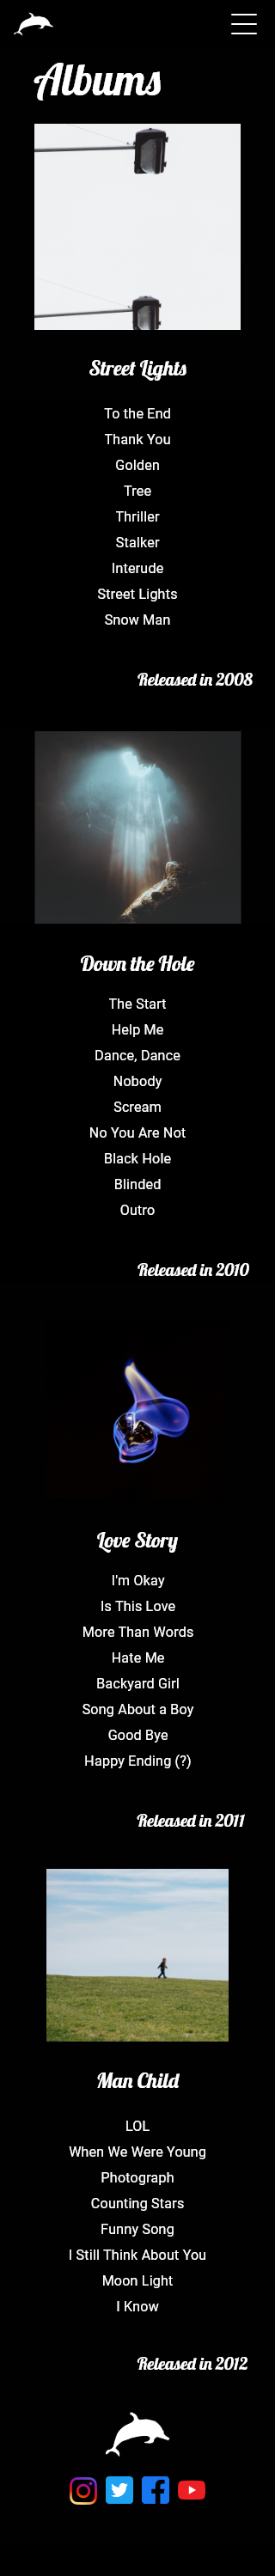 Albums
Street Lights
To the End
Thank You
Golden
Tree
Thriller
Stalker
Interude
Street Lights
Snow Man
Released in 2008
Down the Hole
The Start
Help Me
Dance, Dance
Nobody
Scream
No You Are Not
Black Hole
Blinded
Outro
Released in 2010
Love Story
I'm Okay
Is This Love
More Than Words
Hate Me
Backyard Girl
Song About a Boy
Good Bye
Happy Ending (?)
Released in 2011
Man Child
LOL
When We Were Young
Photograph
Counting Stars
Funny Song
I Still Think About You
Moon Light
I Know
Released in 2012